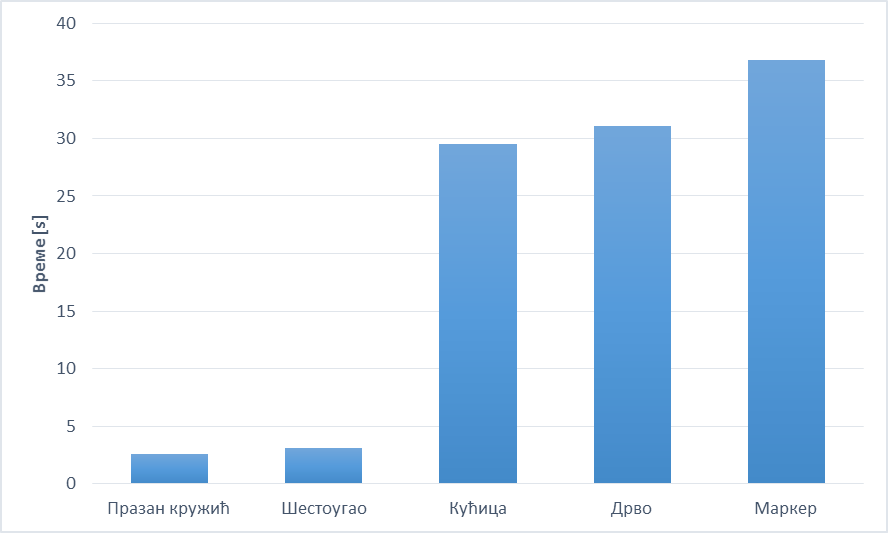 40
35
30
25
20
15
10
5
0
Време [s]
Празан кружић
Шестоугао
Кућица
Дрво
Маркер